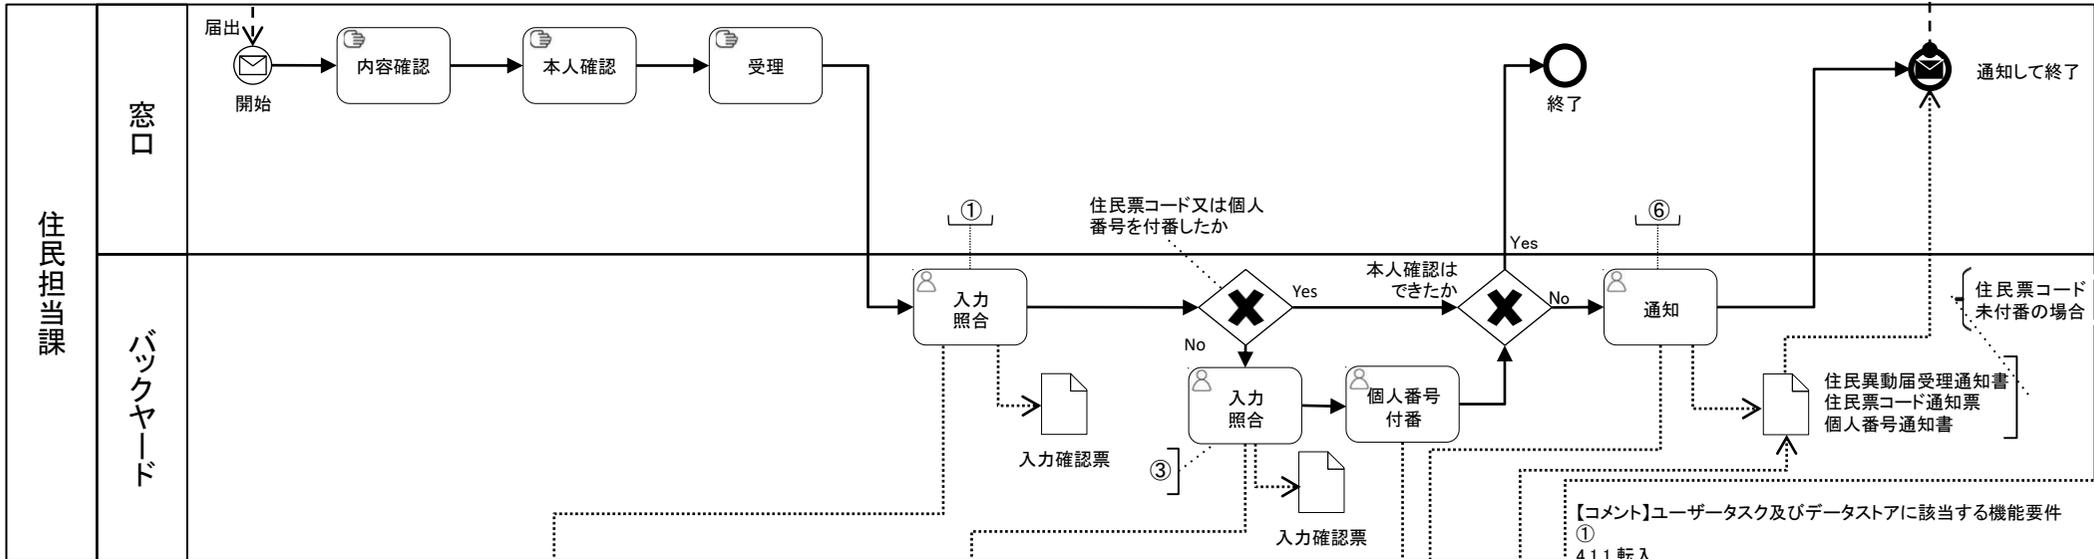 住民担当課
窓口
届出
開始
内容確認
本人確認
受理
終了
通知して終了
バックヤード
①
入力
照合
入力確認票
住民票コード又は個人
番号を付番したか
Yes
No
③
入力
照合
入力確認票
個人番号
付番
本人確認は
できたか
Yes
No
⑥
通知
住民票コード
未付番の場合
住民異動届受理通知書
住民票コード通知票
個人番号通知書
【コメント】ユーザータスク及びデータストアに該当する機能要件
①
4.1.1 転入